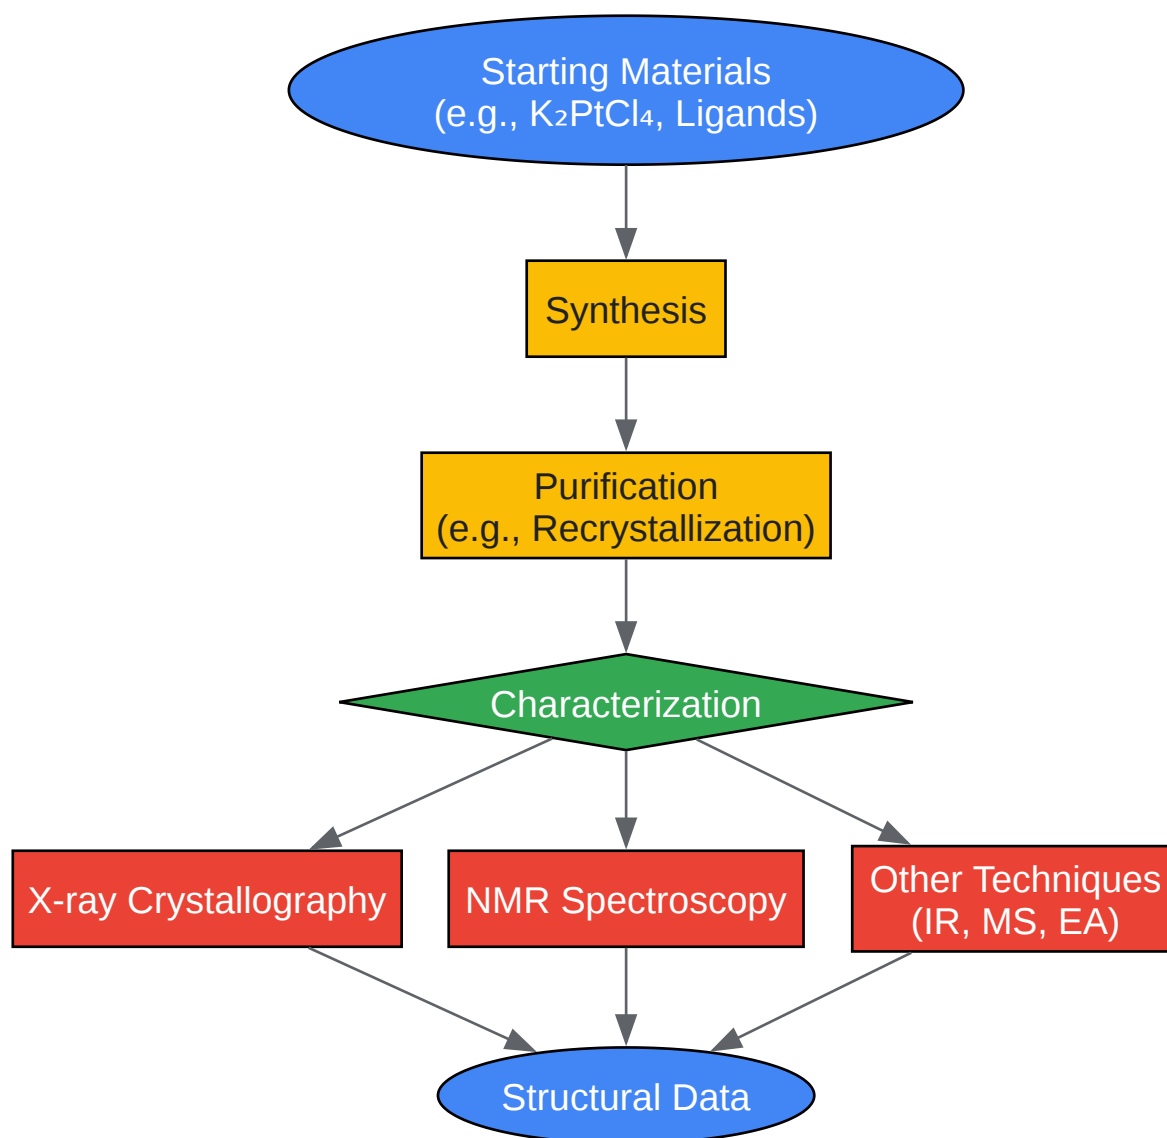 Starting Materials
(e.g., K₂PtCl₄, Ligands)
Synthesis
Purification
(e.g., Recrystallization)
Characterization
X-ray Crystallography
NMR Spectroscopy
Other Techniques
(IR, MS, EA)
Structural Data